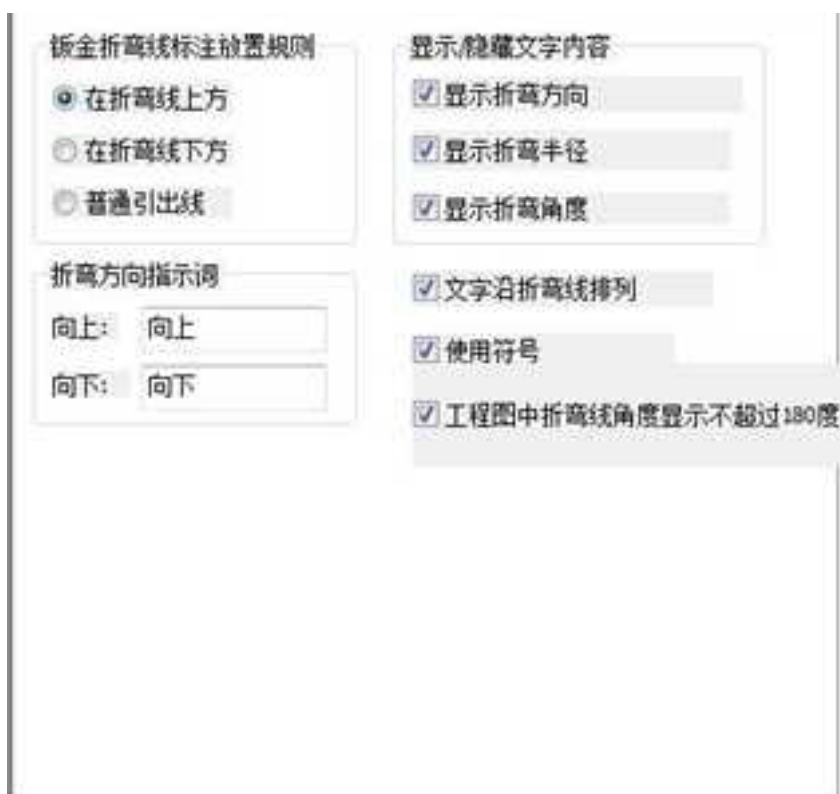 钣金折弯线标注放置规则
在折弯线上方
在折弯线下方
普通引出线
折弯方向指示词
向上: 向上
向下: 向下
显示/隐藏文字内容
显示折弯方向
显示折弯半径
显示折弯角度
文字沿折弯线排列
使用符号
工程图中折弯线角度显示不超过180度